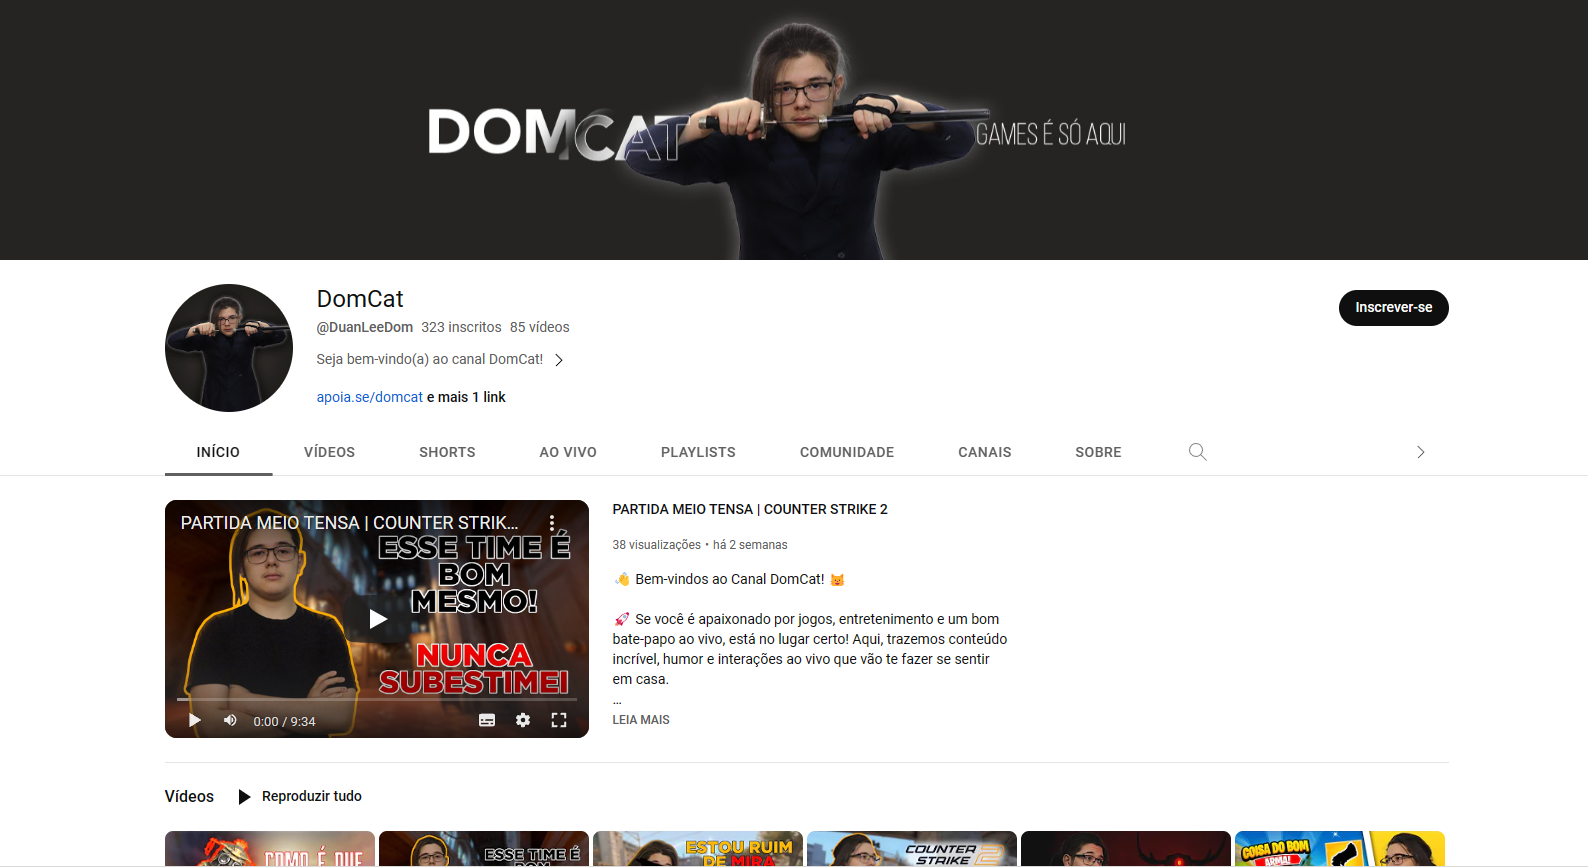 DOMCAT
GAMES É SÓ AQUI
DomCat
@DuanLeeDom 323 inscritos 85 vídeos
Seja bem-vindo(a) ao canal DomCat!
apoia.se/domcat e mais 1 link
Inscrever-se
INÍCIO VÍDEOS SHORTS AO VIVO PLAYLISTS COMUNIDADE CANAIS SOBRE
PARTIDA MEIO TENSA | COUNTER STRIK...
ESSE TIME É
BOM
MESMO!
NUNCA
SUBESTIMEI
0:00 / 9:34
PARTIDA MEIO TENSA | COUNTER STRIKE 2
38 visualizações • há 2 semanas
👋 Bem-vindos ao Canal DomCat! 😺
🚀 Se você é apaixonado por jogos, entretenimento e um bom
bate-papo ao vivo, está no lugar certo! Aqui, trazemos conteúdo
incrível, humor e interações ao vivo que vão te fazer se sentir
em casa.
...
LEIA MAIS
Vídeos Reproduzir tudo
COMO É QUE
ESSE TIME É
BOM
ESTOU RUIM
DE MIRA
COUNTER
STRIKE 2
COISA DO BOM
ARMA!